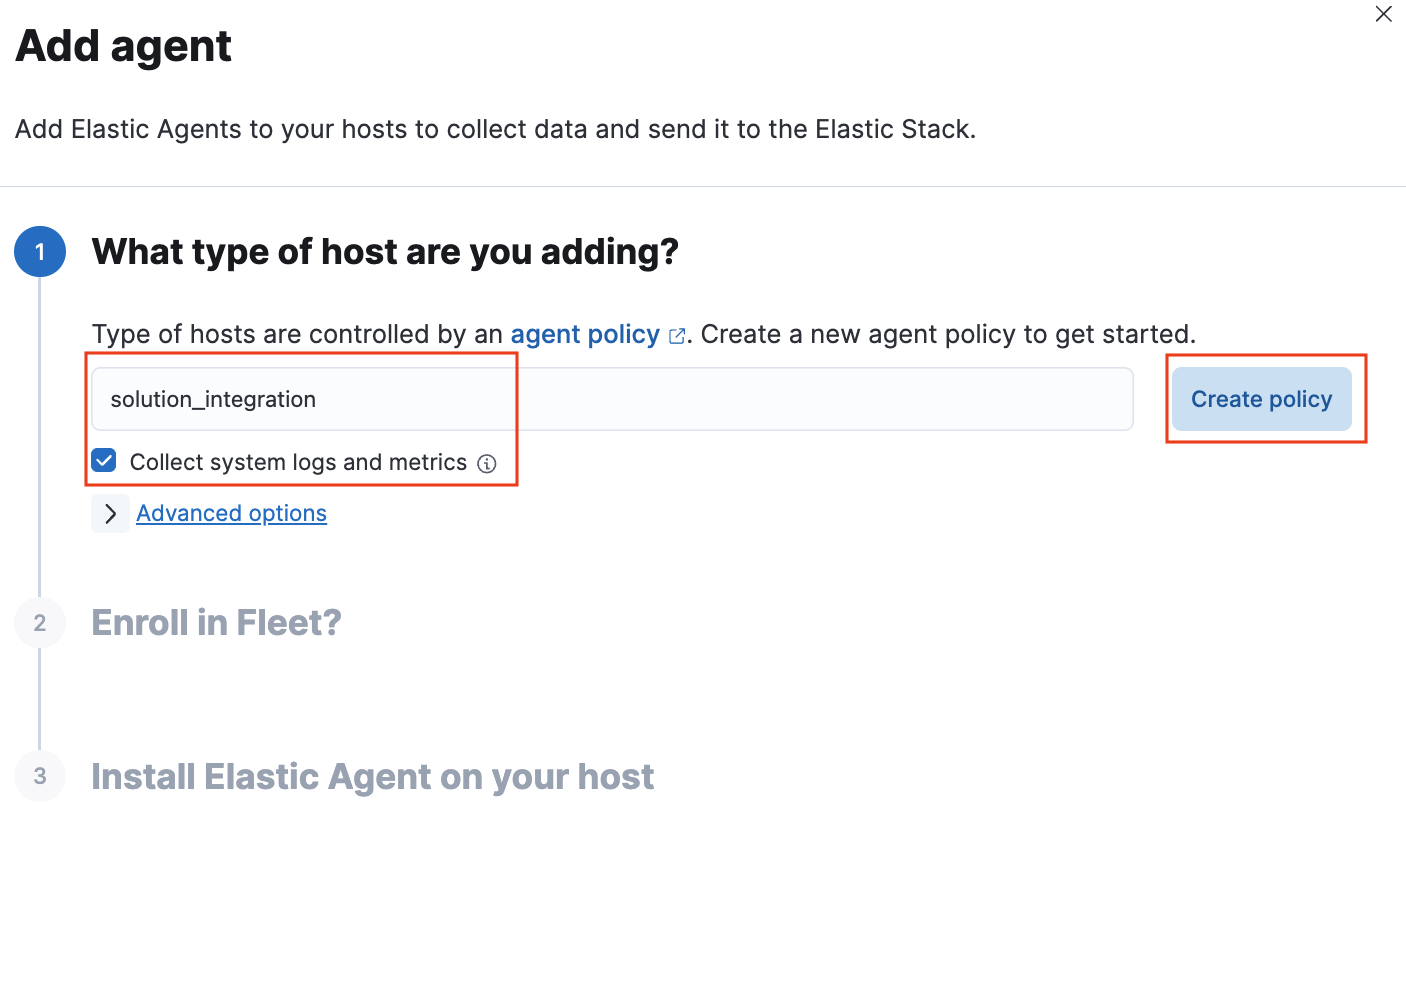 Add agent
Add Elastic Agents to your hosts to collect data and send it to the Elastic Stack.
1
What type of host are you adding?
Type of hosts are controlled by an agent policy. Create a new agent policy to get started.
solution_integration
Create policy
Collect system logs and metrics
Advanced options
2
Enroll in Fleet?
3
Install Elastic Agent on your host